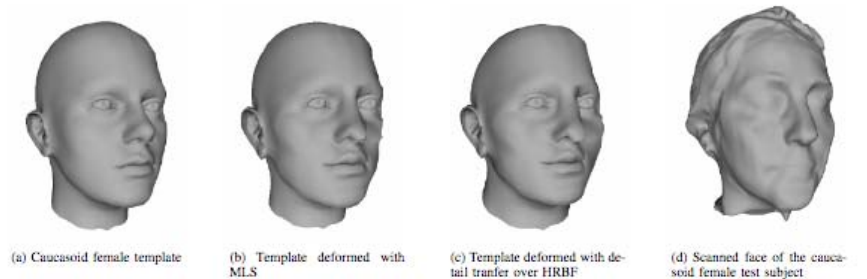 (a) Caucasoid female template
(b) Template deformed with
MLS
(c) Template deformed with de-
tail tranfer over HRBF
(d) Scanned face of the cauca-
soid female test subject